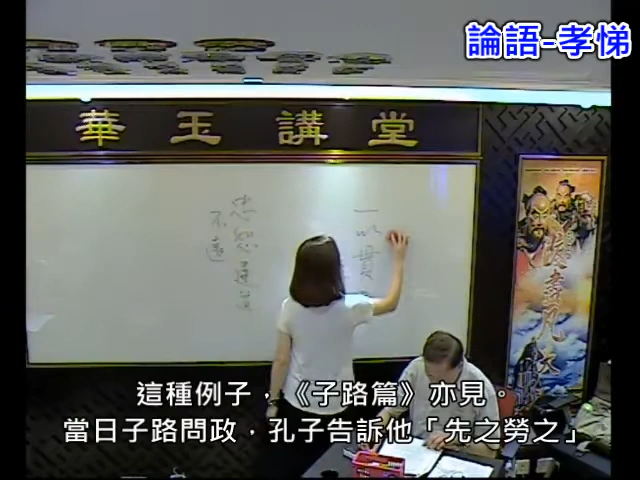 論語-孝悌
華玉講堂
一以貫
忠恕違道
不遠
這種例子，《子路篇》亦見。
當日子路問政，孔子告訴他「先之勞之」